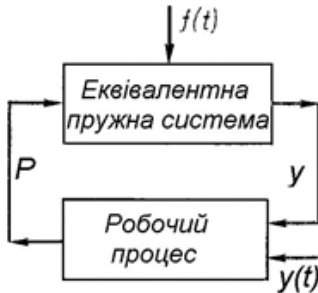 f(t)
Еквівалентна
пружна система
P
y
Робочий
процес
y(t)